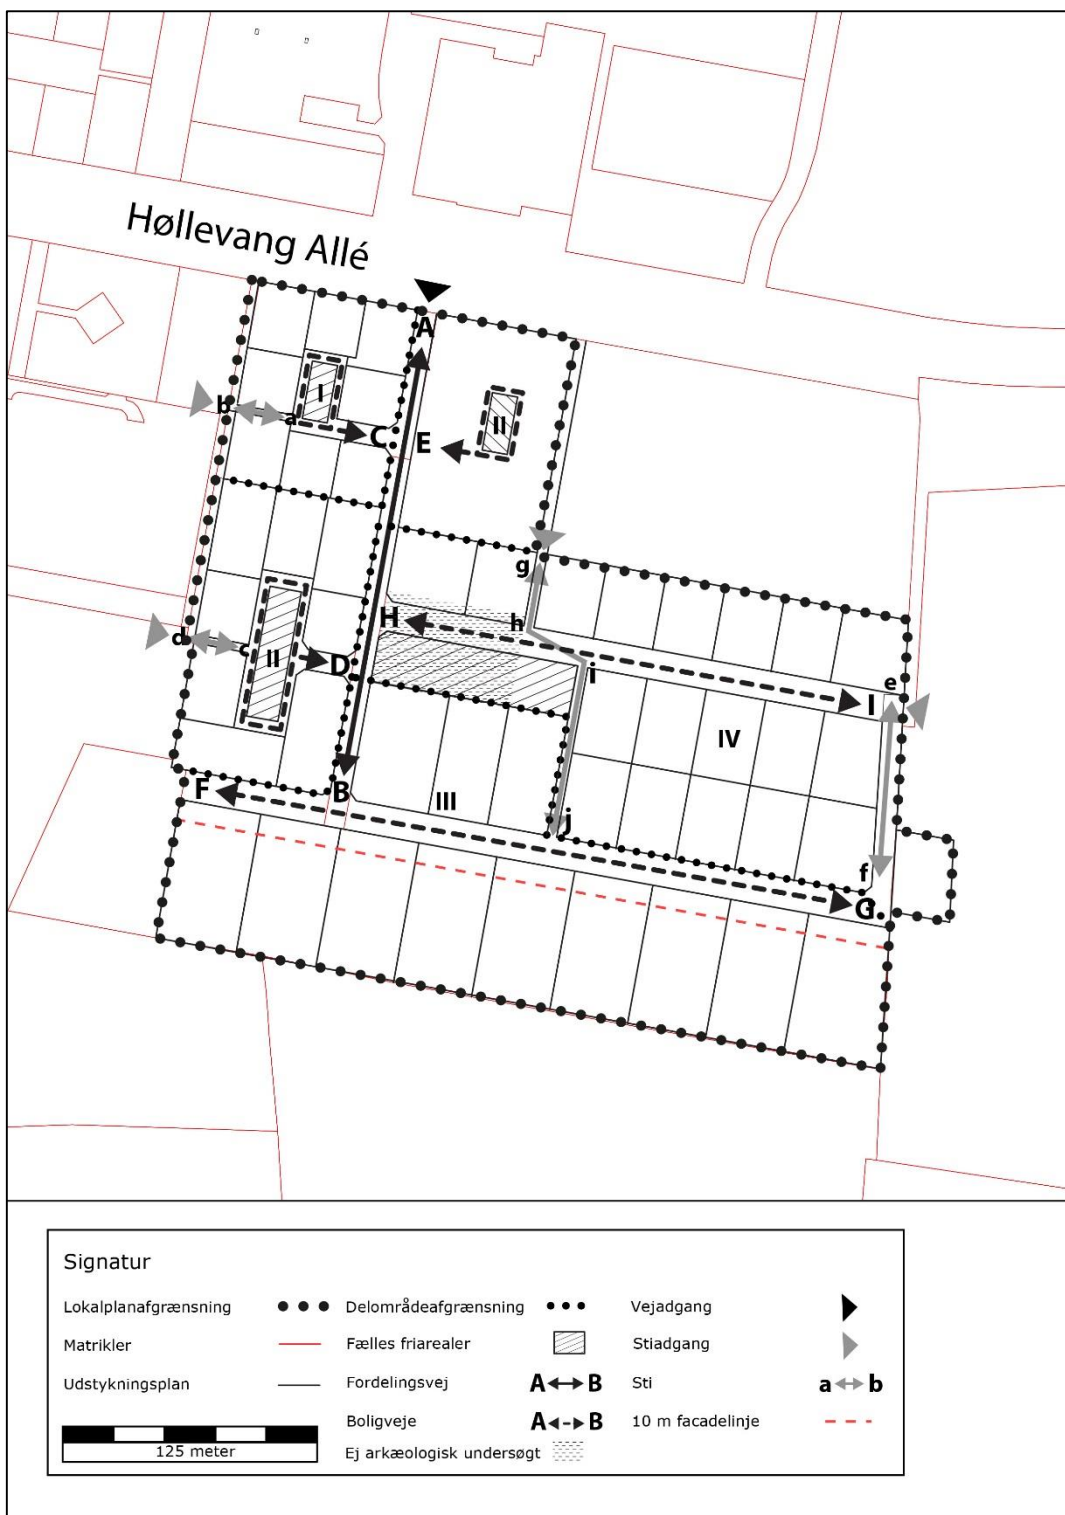 Høllevang Allé
A
I
b
a
C
E
II
g
H
h
d
c
II
D
i
e
I
IV
F
B
III
j
f
G
Signatur
Lokalplanafgrænsning
Delområdeafgrænsning
Vejadgang
Matrikler
Fælles friarealer
Stiadgang
Udstykningsplan
Fordelingsvej
A B
Sti
a b
Boligveje
A B
10 m facadelinje
125 meter
Ej arkæologisk undersøgt